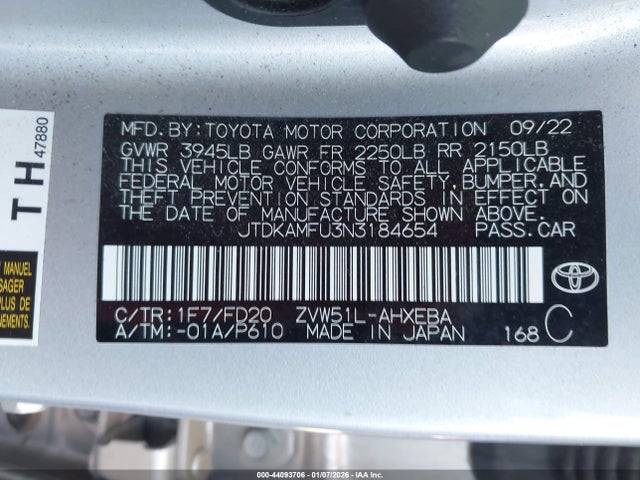 MFD. BY: TOYOTA MOTOR CORPORATION 09/22
GVWR 3945LB GAWR FR 2250LB RR 2150LB
THIS VEHICLE CONFORMS TO ALL APPLICABLE
FEDERAL MOTOR VEHICLE SAFETY, BUMPER, AND
THEFT PREVENTION STANDARDS IN EFFECT ON
THE DATE OF MANUFACTURE SHOWN ABOVE.
JTDKAMFU3N3184654 PASS.CAR
C/TR: 1F7/FD20 ZVW51L-AHXEBA
A/TM: -01A/P610 MADE IN JAPAN 168 C
TOYOTA
TH 47880
MANUEL
SAGER
PLUS DE
NEMENTS.
000-44093706 - 01/07/2026 - IAA Inc.